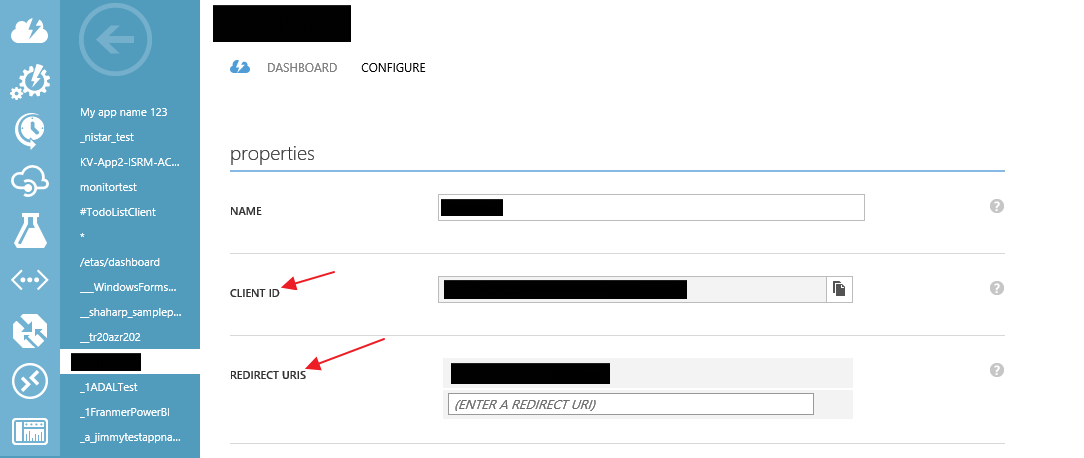 DASHBOARD CONFIGURE
My app name 123
_nistar_test
KV-App2-ISRM-AC...
monitortest
#TodoListClient
*
/etas/dashboard
___WindowsForms...
__shaharp_samplep...
__tr20azr202
_1ADALTest
_1FranmerPowerBI
_a_jimmytestappna...
properties
NAME
?
CLIENT ID
?
REDIRECT URIS
?
(ENTER A REDIRECT URI)